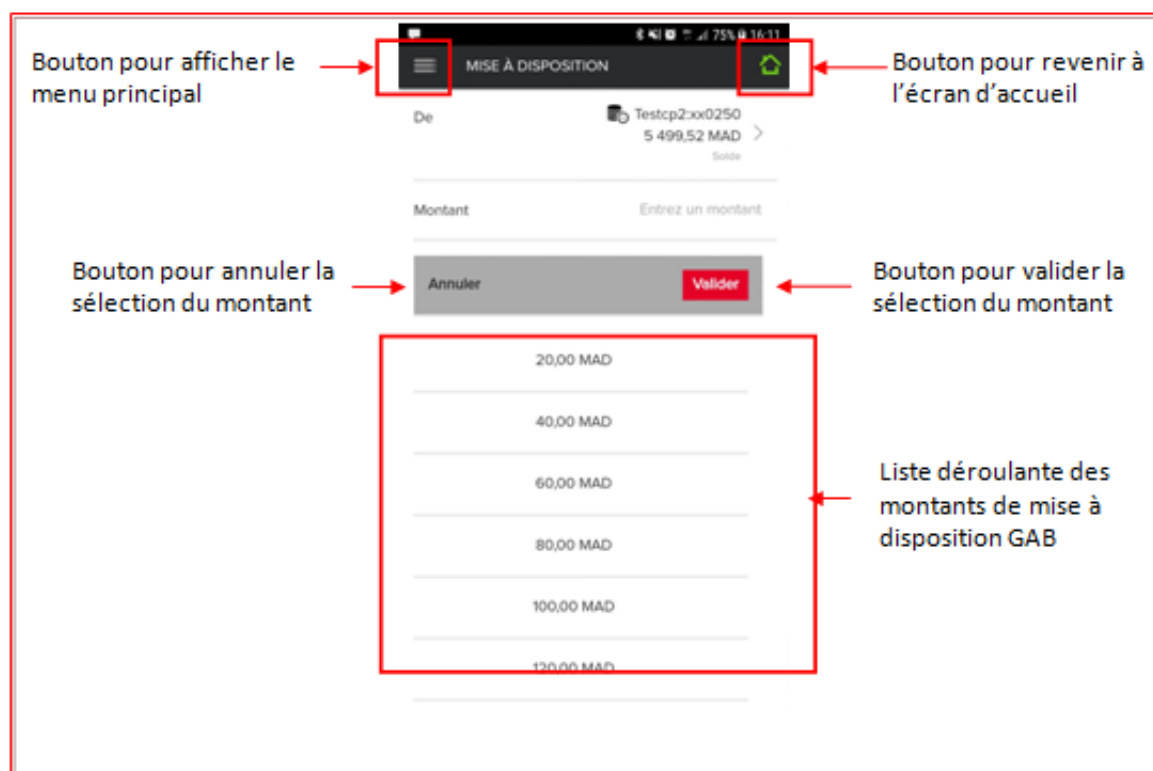 75% 16:11
Bouton pour afficher le
menu principal
MISE À DISPOSITION
Bouton pour revenir à
l'écran d'accueil
De
Testcp2:xx0250
5 499,52 MAD
Solde
Montant
Entrez un montant
Bouton pour annuler la
sélection du montant
Annuler
Valider
Bouton pour valider la
sélection du montant
20,00 MAD
40,00 MAD
60,00 MAD
80,00 MAD
100,00 MAD
120,00 MAD
Liste déroulante des
montants de mise à
disposition GAB